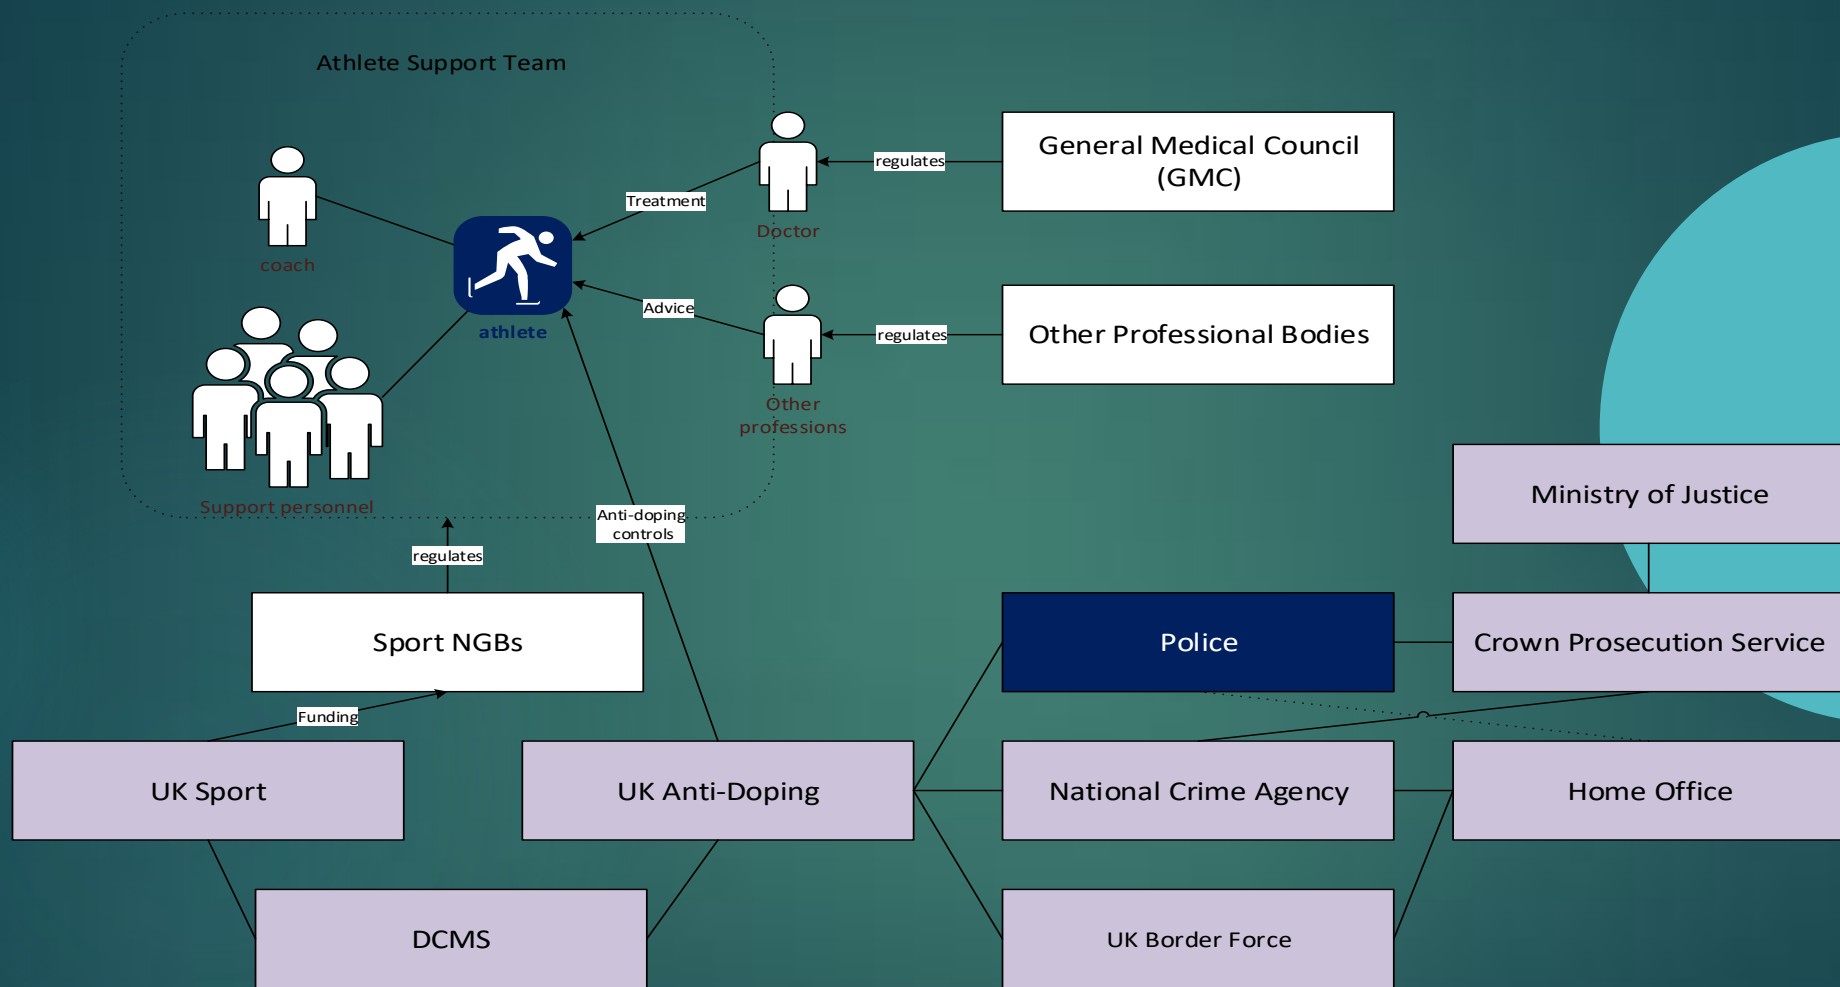 Athlete Support Team
General Medical Council
(GMC)
regulates
Treatment
Doctor
coach
Advice
athlete
regulates
Other Professional Bodies
Other
professions
Support personnel
Anti-doping
controls
regulates
Ministry of Justice
Sport NGBs
Police
Crown Prosecution Service
Funding
UK Sport
UK Anti-Doping
National Crime Agency
Home Office
DCMS
UK Border Force